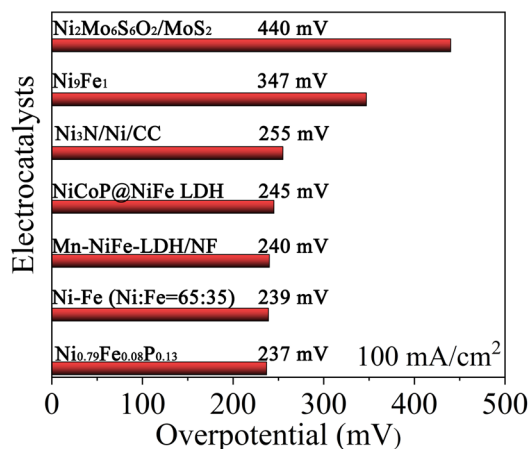 Electrocatalysts
Ni₂Mo₆S₆O₂/MoS₂ 440 mV
Ni₉Fe₁ 347 mV
Ni₃N/Ni/CC 255 mV
NiCoP@NiFe LDH 245 mV
Mn-NiFe-LDH/NF 240 mV
Ni-Fe (Ni:Fe=65:35) 239 mV
Ni₀.₇₉Fe₀.₀₈P₀.₁₃ 237 mV
100 mA/cm²
0 100 200 300 400 500
Overpotential (mV)